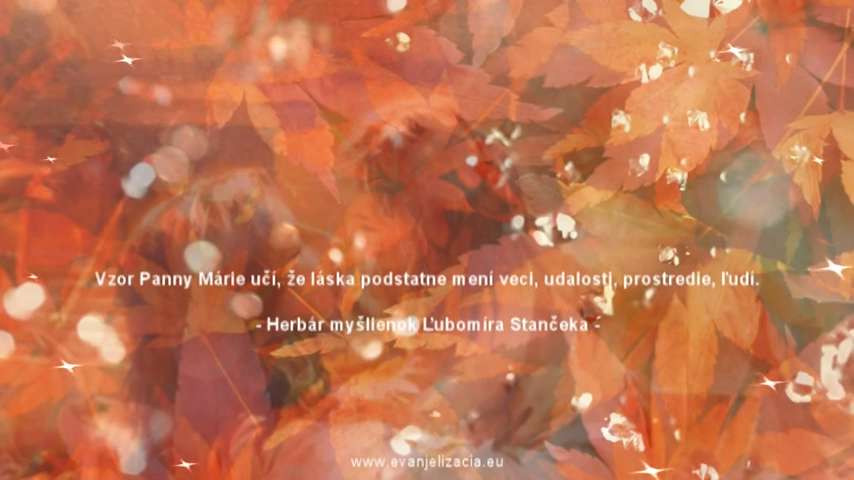 Vzor Panny Márie učí, že láska podstatne mení veci, udalosti, prostredie, ľudí.
- Herbár myšlienok Ľubomíra Stančeka -
www.evanjelizacia.eu